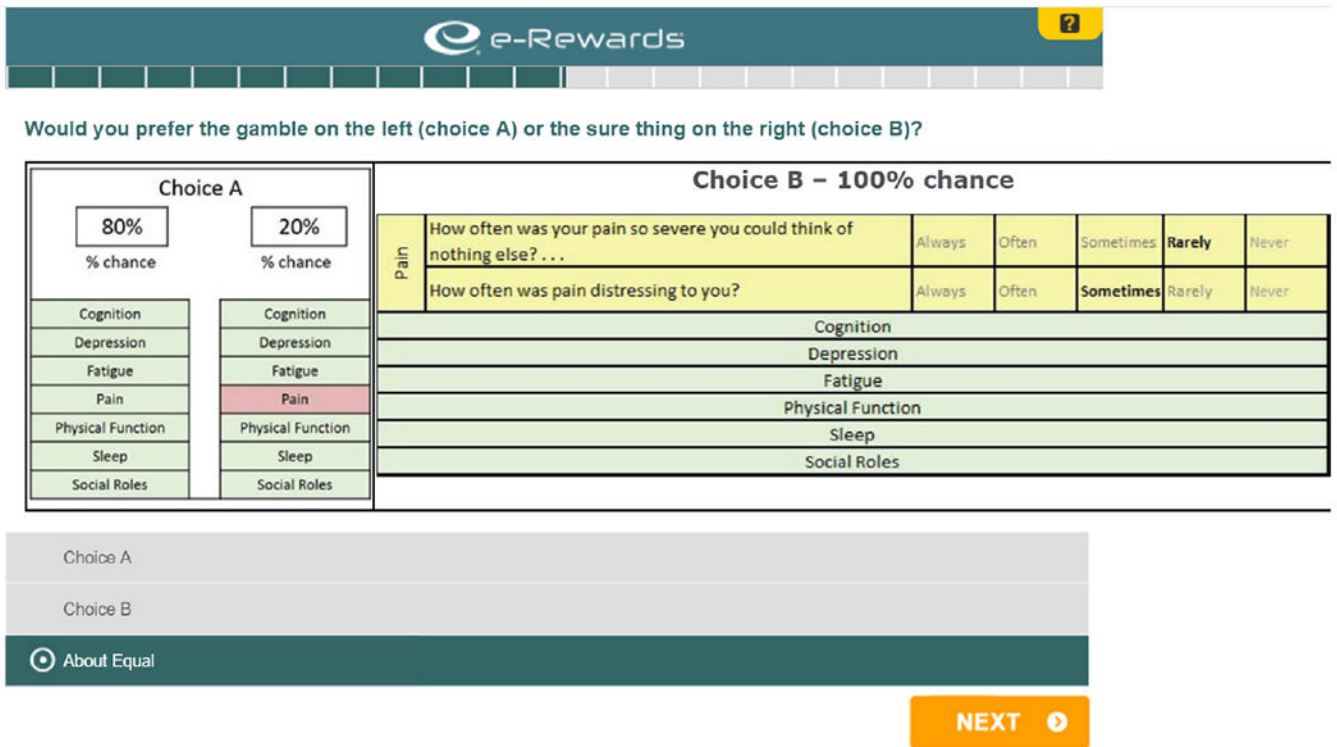 e-Rewards
?
Would you prefer the gamble on the left (choice A) or the sure thing on the right (choice B)?
Choice A
80% 20%
% chance % chance
Cognition Cognition
Depression Depression
Fatigue Fatigue
Pain Pain
Physical Function Physical Function
Sleep Sleep
Social Roles Social Roles
Choice B – 100% chance
Pain
How often was your pain so severe you could think of
nothing else? . . .
Always Often Sometimes Rarely Never
How often was pain distressing to you? Always Often Sometimes Rarely Never
Cognition
Depression
Fatigue
Physical Function
Sleep
Social Roles
Choice A
Choice B
About Equal
NEXT